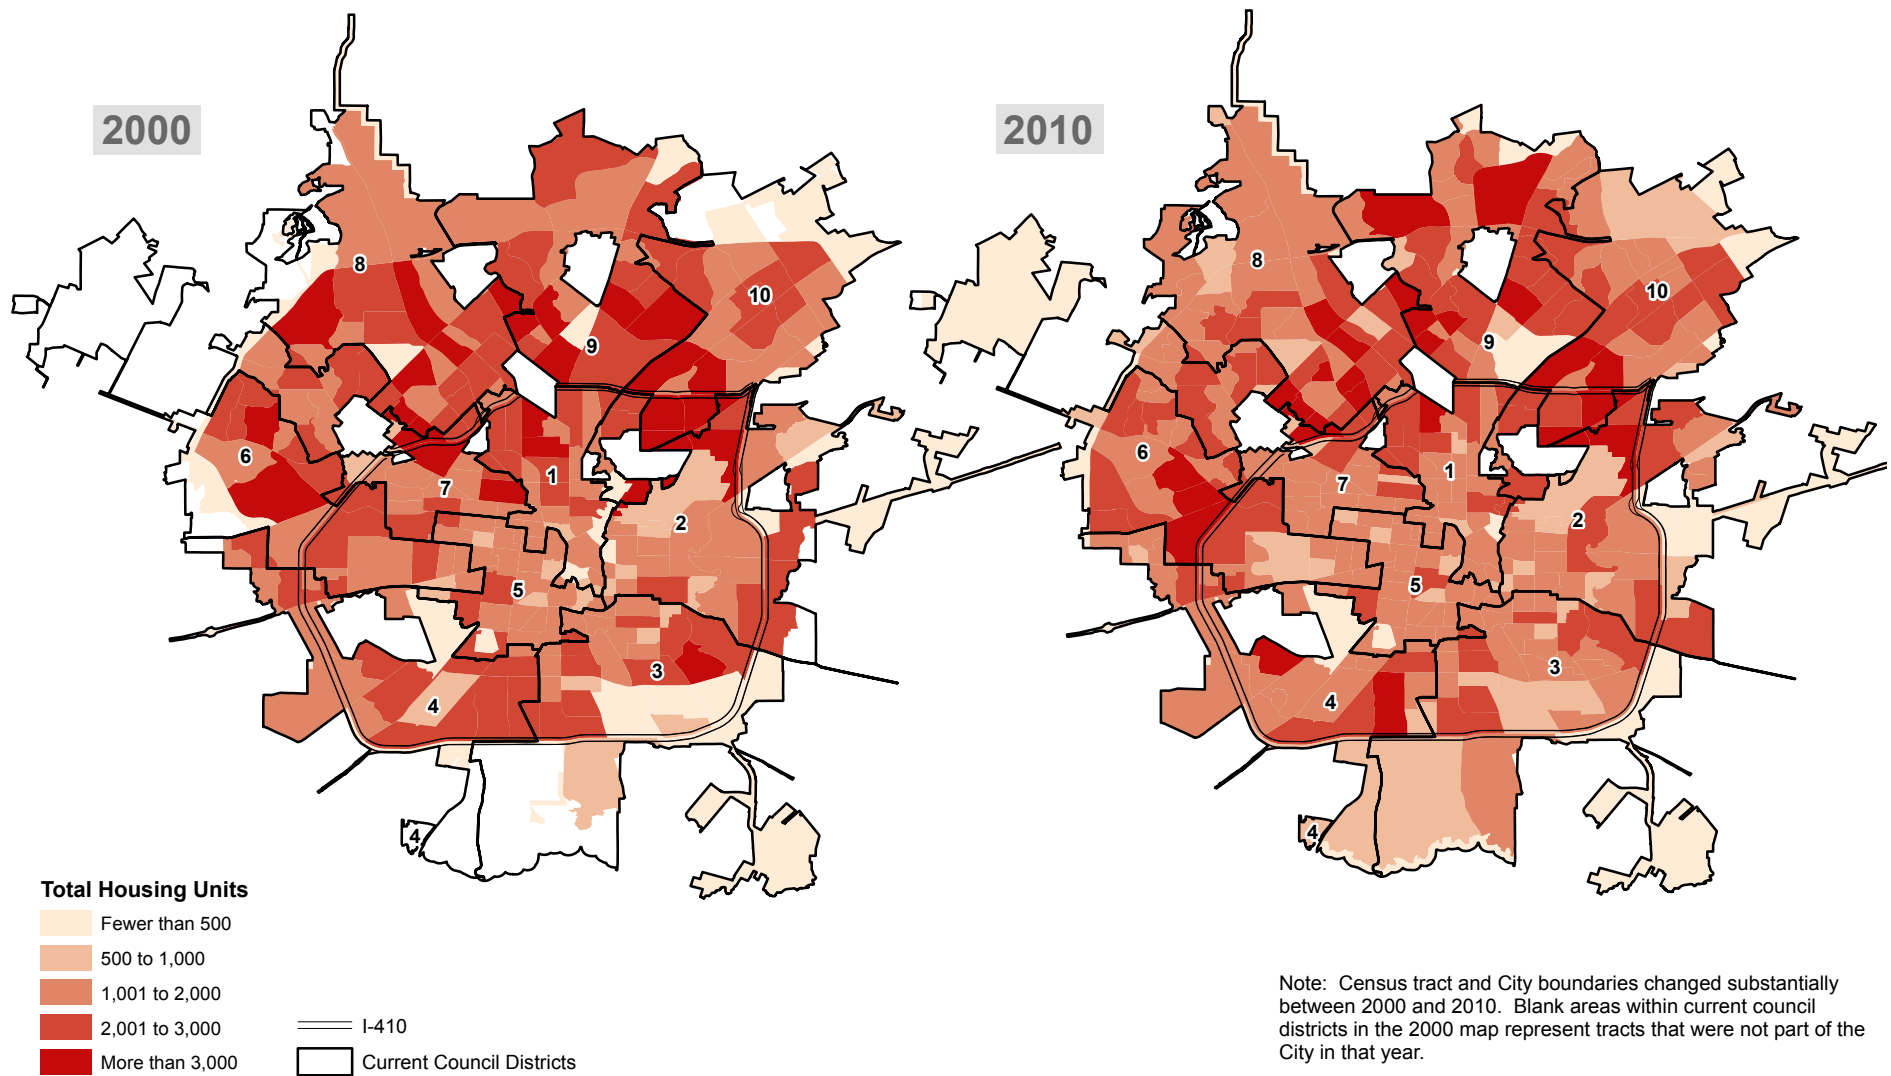 2000
2010
8
10
9
6
7
1
2
5
3
4
4
8
10
9
6
7
1
2
5
3
4
4
Total Housing Units
Fewer than 500
500 to 1,000
1,001 to 2,000
2,001 to 3,000
More than 3,000
I-410
Current Council Districts
Note: Census tract and City boundaries changed substantially
between 2000 and 2010. Blank areas within current council
districts in the 2000 map represent tracts that were not part of the
City in that year.